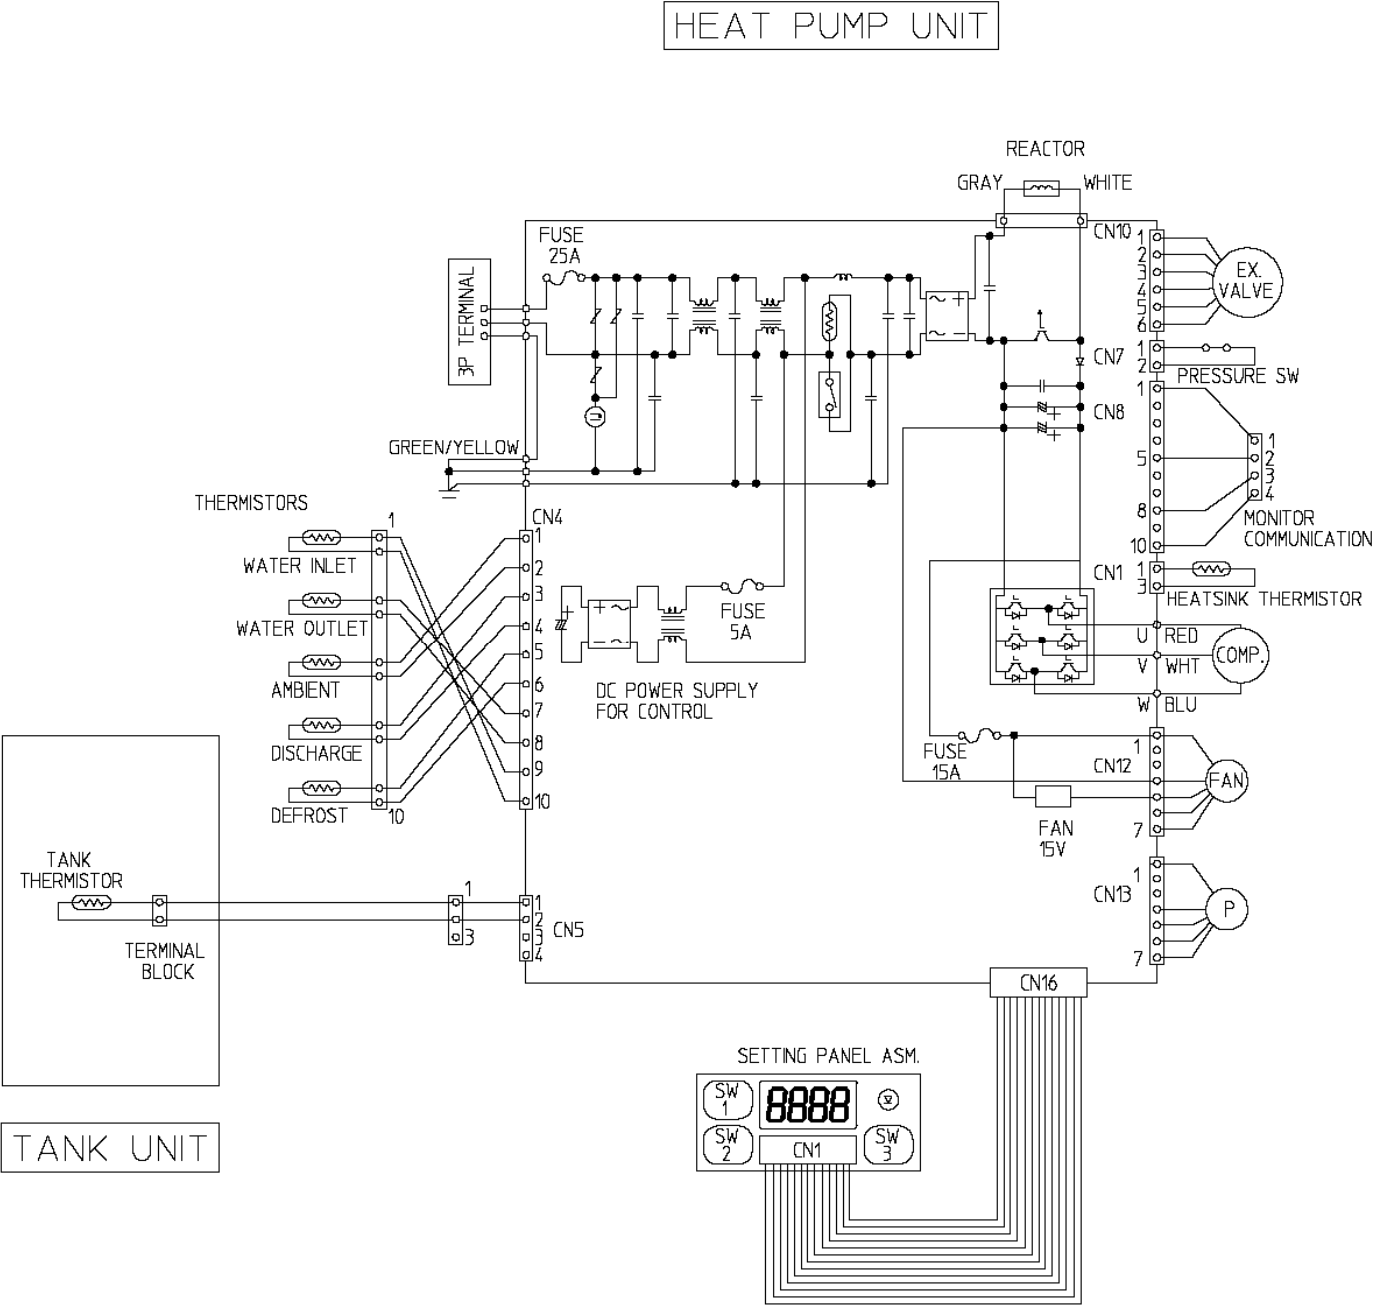 HEAT PUMP UNIT
REACTOR
GRAY
WHITE
FUSE
25A
3P TERMINAL
CN10
1
2
3
4
5
6
EX.
VALVE
CN7
1
2
PRESSURE SW
CN8
1
5
8
10
1
2
3
4
MONITOR
COMMUNICATION
GREEN/YELLOW
THERMISTORS
1
WATER INLET
WATER OUTLET
AMBIENT
DISCHARGE
DEFROST
10
CN4
1
2
3
4
5
6
7
8
9
10
FUSE
5A
DC POWER SUPPLY
FOR CONTROL
CN1
1
3
HEATSINK THERMISTOR
U RED
V WHT
W BLU
COMP.
FUSE
15A
CN12
1
7
FAN
FAN
15V
CN13
1
7
P
TANK
THERMISTOR
TERMINAL
BLOCK
1
3
1
2
3
4
CN5
CN16
TANK UNIT
SETTING PANEL ASM.
SW
1
8888
SW
2
CN1
SW
3